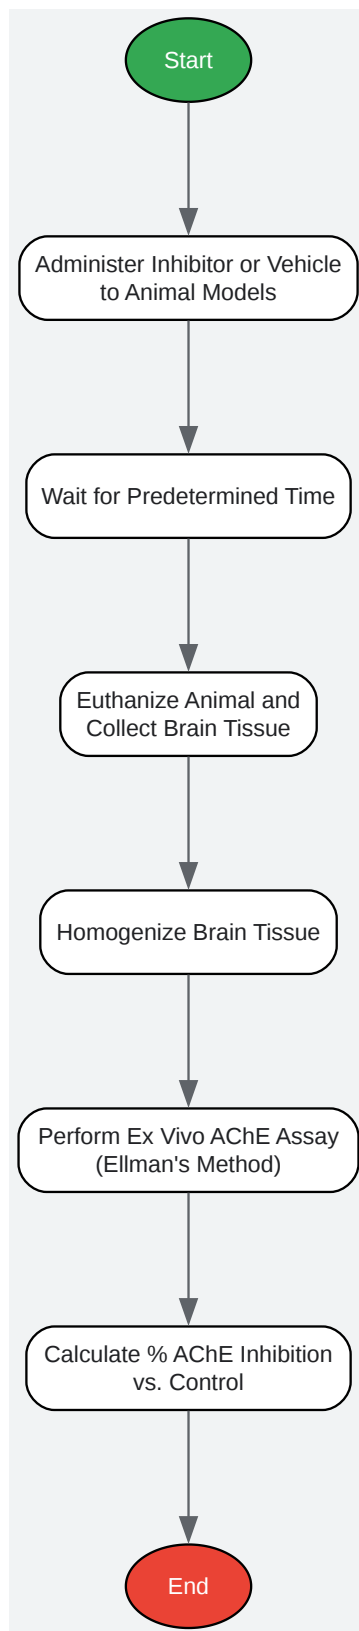 Start
Administer Inhibitor or Vehicle
to Animal Models
Wait for Predetermined Time
Euthanize Animal and
Collect Brain Tissue
Homogenize Brain Tissue
Perform Ex Vivo AChE Assay
(Ellman's Method)
Calculate % AChE Inhibition
vs. Control
End